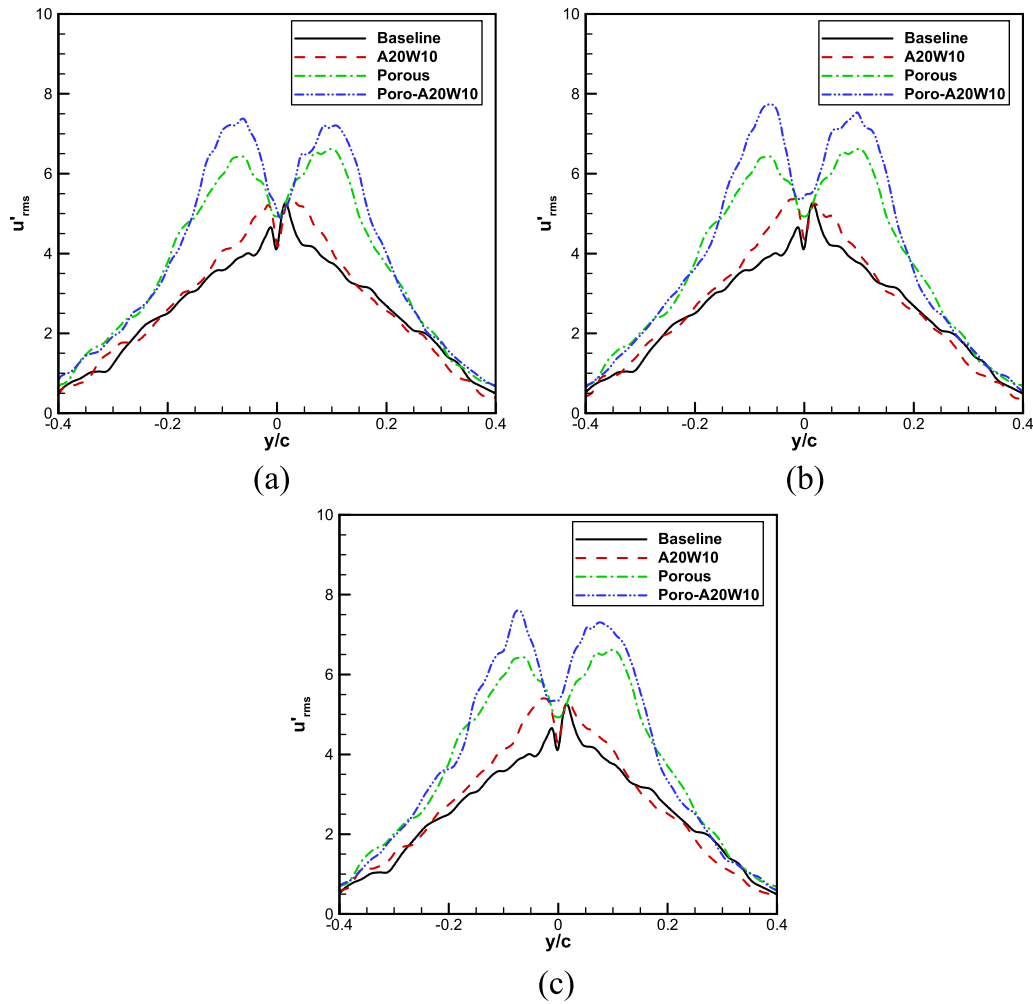 10
8
6
4
2
0
u'rms
-0.4
-0.2
0
0.2
0.4
y/c
Baseline
A20W10
Porous
Poro-A20W10
(a)
10
8
6
4
2
0
u'rms
-0.4
-0.2
0
0.2
0.4
y/c
Baseline
A20W10
Porous
Poro-A20W10
(b)
10
8
6
4
2
0
u'rms
-0.4
-0.2
0
0.2
0.4
y/c
Baseline
A20W10
Porous
Poro-A20W10
(c)